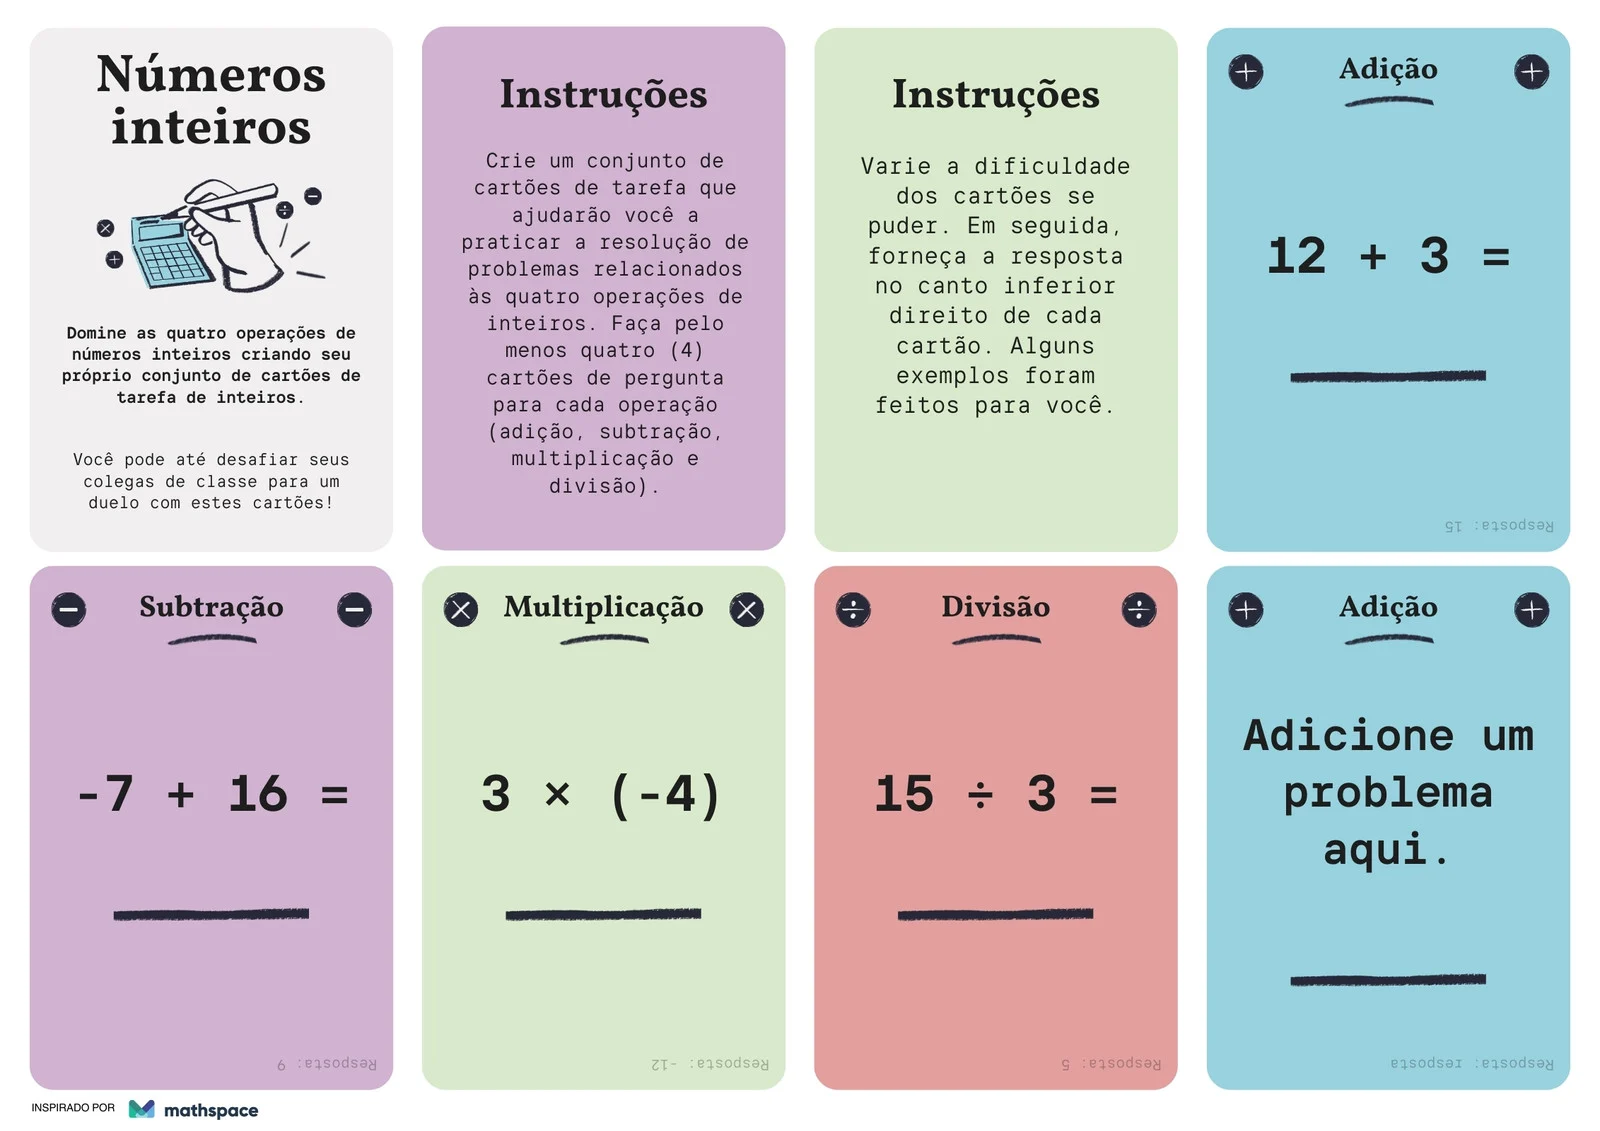 Números
inteiros
Domine as quatro operações de
números inteiros criando seu
próprio conjunto de cartões de
tarefa de inteiros.
Você pode até desafiar seus
colegas de classe para um
duelo com estes cartões!
Instruções
Crie um conjunto de
cartões de tarefa que
ajudarão você a
praticar a resolução de
problemas relacionados
às quatro operações de
inteiros. Faça pelo
menos quatro (4)
cartões de pergunta
para cada operação
(adição, subtração,
multiplicação e
divisão).
Instruções
Varie a dificuldade
dos cartões se
puder. Em seguida,
forneça a resposta
no canto inferior
direito de cada
cartão. Alguns
exemplos foram
feitos para você.
Adição
12 + 3 =
Resposta: 15
Subtração
-7 + 16 =
Resposta: 9
Multiplicação
3 × (-4)
Resposta: -12
Divisão
15 ÷ 3 =
Resposta: 5
Adição
Adicione um
problema
aqui.
Resposta: resposta
INSPIRADO POR mathspace